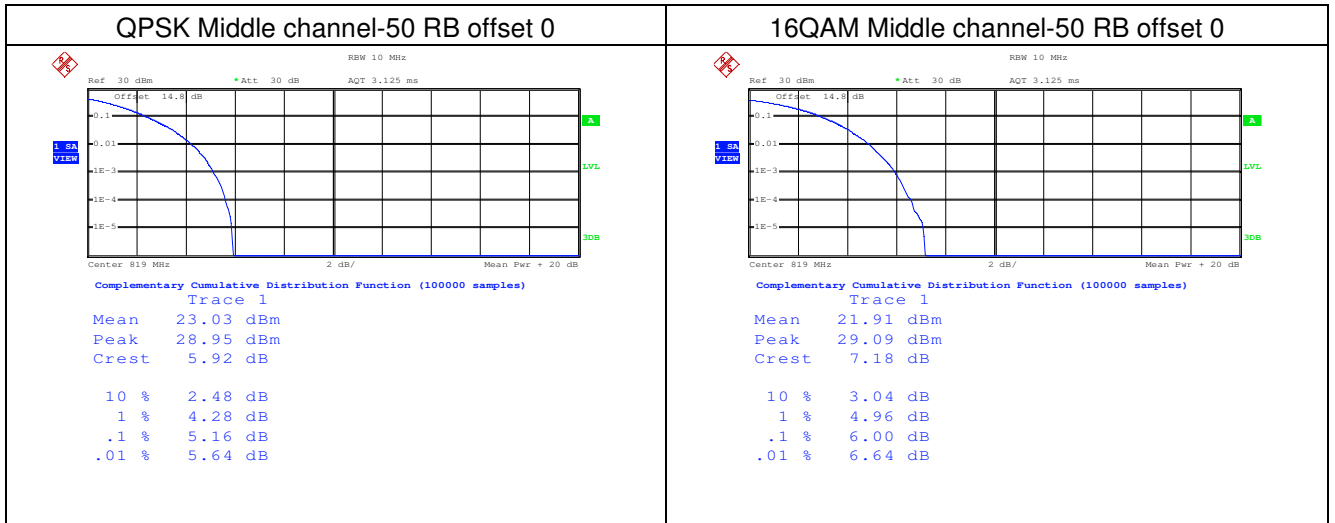 QPSK Middle channel-50 RB offset 0
R S
RBW 10 MHz
Ref 30 dBm *Att 30 dB AQT 3.125 ms
Offset 14.8 dB
0.1
A
1 SA
VIEW
0.01
1E-3
LVL
1E-4
1E-5
3DB
Center 819 MHz 2 dB/ Mean Pwr + 20 dB
Complementary Cumulative Distribution Function (100000 samples)
Trace 1
Mean 23.03 dBm
Peak 28.95 dBm
Crest 5.92 dB
10 % 2.48 dB
1 % 4.28 dB
.1 % 5.16 dB
.01 % 5.64 dB
16QAM Middle channel-50 RB offset 0
R S
RBW 10 MHz
Ref 30 dBm *Att 30 dB AQT 3.125 ms
Offset 14.8 dB
0.1
A
1 SA
VIEW
0.01
1E-3
LVL
1E-4
1E-5
3DB
Center 819 MHz 2 dB/ Mean Pwr + 20 dB
Complementary Cumulative Distribution Function (100000 samples)
Trace 1
Mean 21.91 dBm
Peak 29.09 dBm
Crest 7.18 dB
10 % 3.04 dB
1 % 4.96 dB
.1 % 6.00 dB
.01 % 6.64 dB